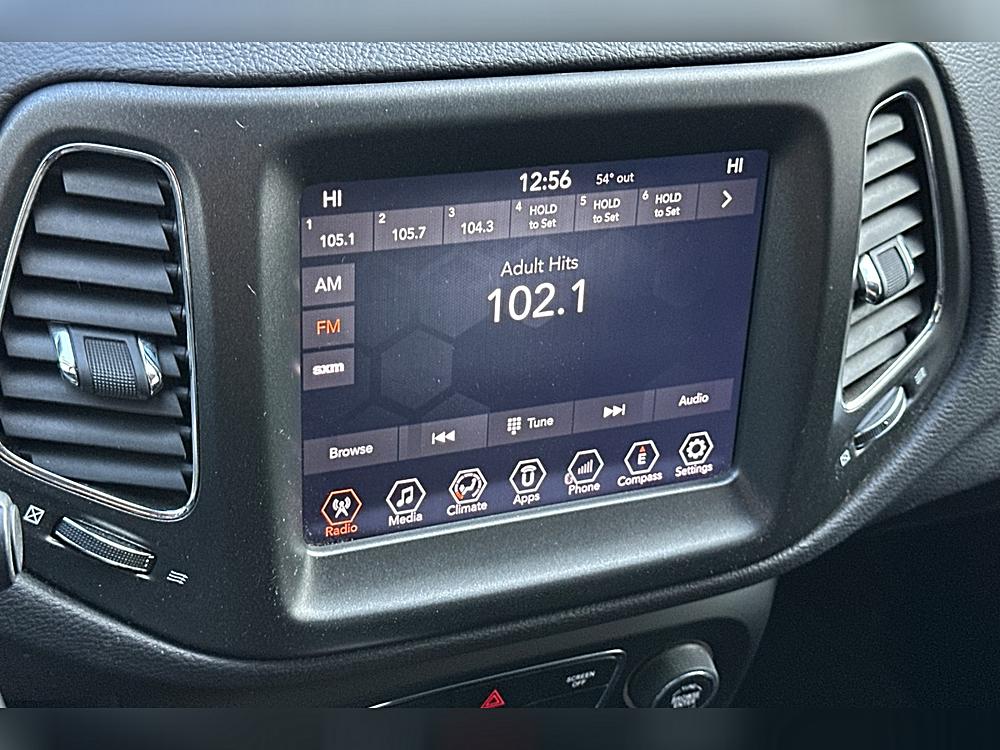 HI 12:56 54° out HI
1 105.1
2 105.7
3 104.3
4 HOLD
to Set
5 HOLD
to Set
6 HOLD
to Set
AM
FM
sxm
Adult Hits
102.1
Browse
Tune
Audio
Radio
Media
Climate
Apps
Phone
E
Compass
Settings
SCREEN
OFF